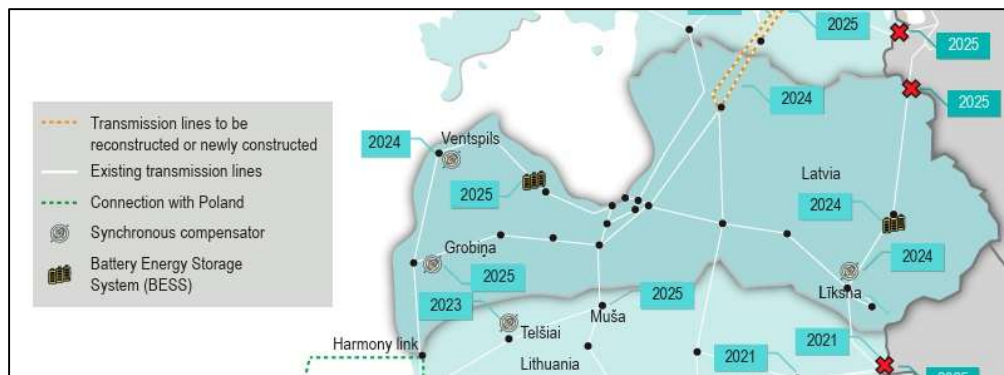 2025
2025
2025
2024
Transmission lines to be
reconstructed or newly constructed
Existing transmission lines
Connection with Poland
Synchronous compensator
Battery Energy Storage
System (BESS)
2024
Ventspils
2025
Latvia
2024
Grobiņa
2025
2024
Līksna
2023
2025
Muša
Telšiai
Harmony link
Lithuania
2021
2021
2025